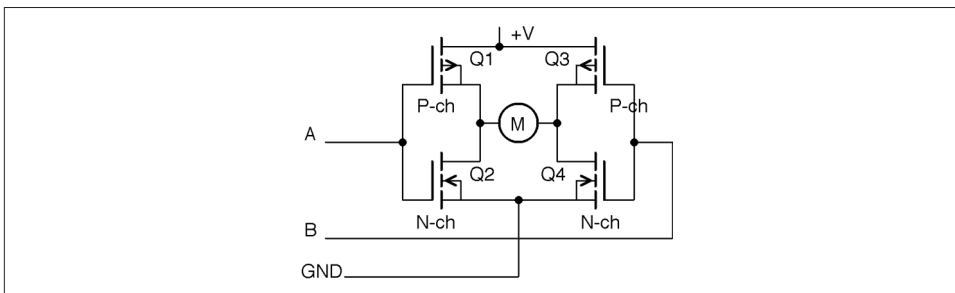 +V
Q1 Q3
P-ch P-ch
M
A
Q2 Q4
N-ch N-ch
B
GND